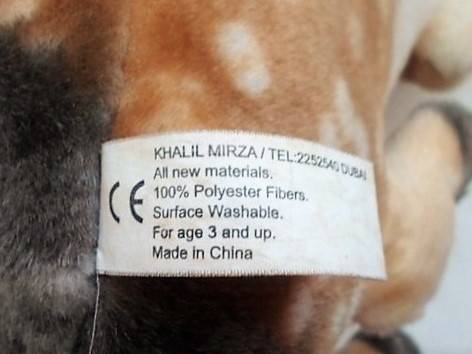 KHALIL MIRZA / TEL:2252540 DUBAI
All new materials.
100% Polyester Fibers.
CE Surface Washable.
For age 3 and up.
Made in China